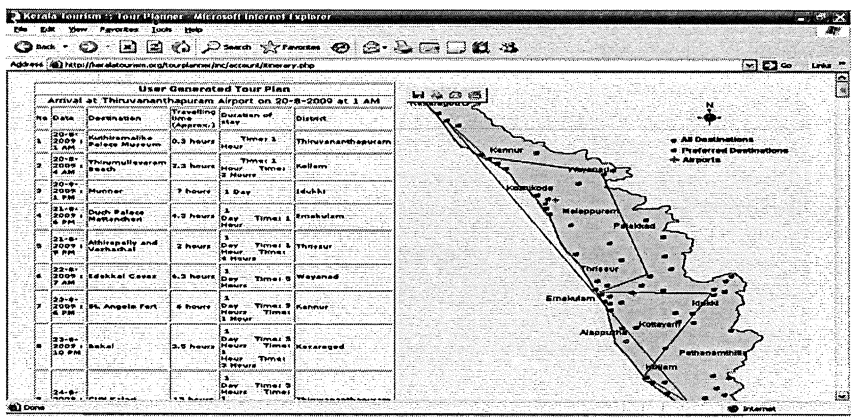 Kerala Tourism :: Tour Planner - Microsoft Internet Explorer
File Edit View Favorites Tools Help
Back Search Favorites
Address http://keralatourism.org/tourplanner/inc/account/itinerary.php Go Links
User Generated Tour Plan
Arrival at Thiruvananthapuram Airport on 20-8-2009 at 1 AM
No Date Destination Travelling time (Approx.) Duration of stay District
1 20-8-2009 : 1 AM Kuthiramalika Palace Museum 0.3 hours Time: 1 Hour Thiruvananthapuram
2 20-8-2009 : 4 AM Thirumullavaram Beach 2.3 hours Time: 1 Hour Time: 2 Hours Kollam
3 20-8-2009 : 1 PM Munnar 7 hours 1 Day Idukki
4 21-8-2009 : 6 PM Duch Palace Mattancheri 4.3 hours 1 Day Time: 1 Hour Ernakulam
5 21-8-2009 : 9 PM Athirapally and Vazhachal 2 hours 1 Day Time: 1 Hour Time: 4 Hours Thrissur
6 22-8-2009 : 7 AM Edakkal Caves 6.3 hours 1 Day Time: 5 Hours Wayanad
7 23-8-2009 : 6 PM St. Angelo Fort 6 hours 1 Day Time: 5 Hours Time: 1 Hour Kannur
8 23-8-2009 : 10 PM Bekal 2.5 hours 1 Day Time: 5 Hours Time: 1 Hour Time: 2 Hours Kasaragod
24-8- 1 Day Time: 5 Thiruvananthapuram
N
All Destinations
Preferred Destinations
Airports
Kannur
Wayanad
Kozhikode
Malappuram
Palakkad
Thrissur
Ernakulam
Idukki
Kottayam
Alappuzha
Pathanamthitta
Kollam
Done Internet